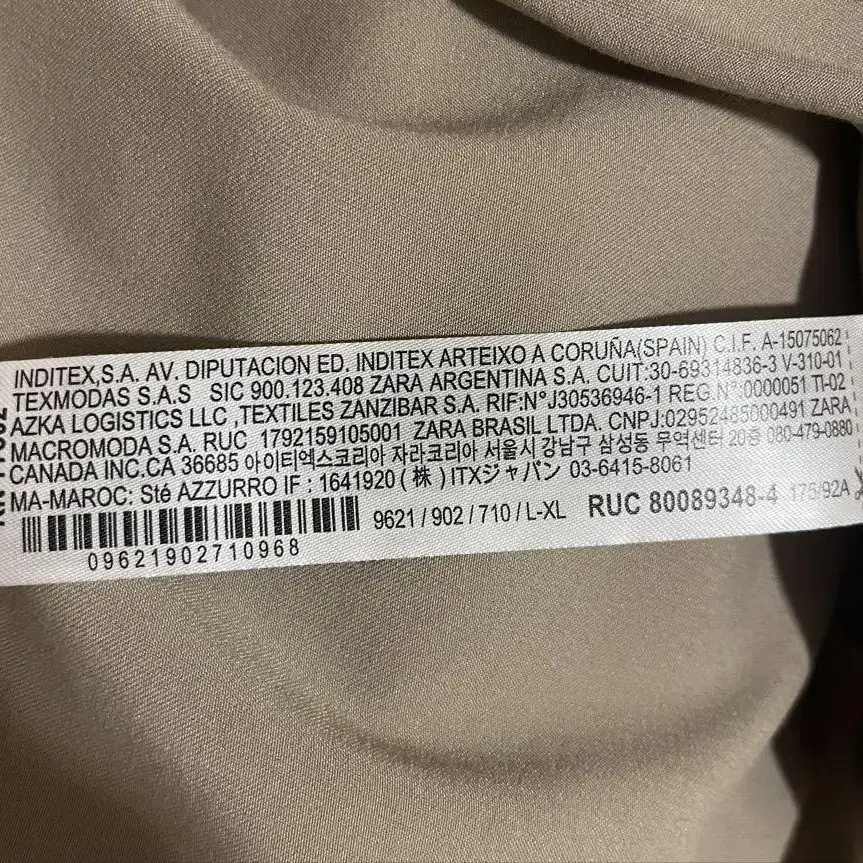 INDITEX,S.A. AV. DIPUTACION ED. INDITEX ARTEIXO A CORUÑA(SPAIN) C.I.F. A-15075062
TEXMODAS S.A.S SIC 900.123.408 ZARA ARGENTINA S.A. CUIT:30-69314836-3 V-310-01
AZKA LOGISTICS LLC ,TEXTILES ZANZIBAR S.A. RIF:N°J30536946-1 REG.N°:0000051 TI-02
MACROMODA S.A. RUC 1792159105001 ZARA BRASIL LTDA. CNPJ:02952485000491 ZARA
CANADA INC.CA 36685 아이티엑스코리아 자라코리아 서울시 강남구 삼성동 무역센터 20층 080-479-0880
MA-MAROC: Sté AZZURRO IF : 1641920 ( 株 ) ITXジャパン 03-6415-8061
9621 / 902 / 710 / L-XL RUC 80089348-4 175/92A
09621902710968